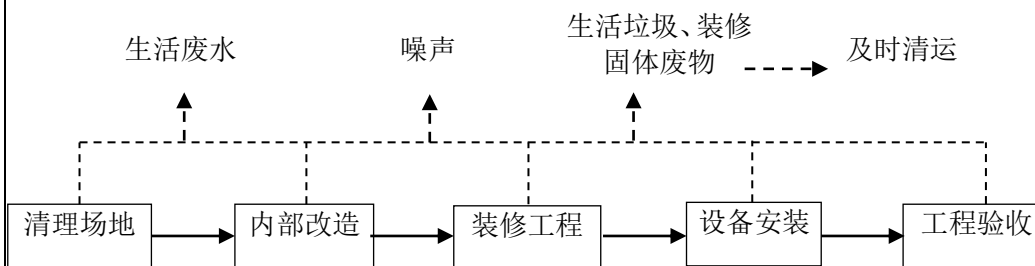 生活废水
噪声
生活垃圾、装修
固体废物
及时清运
清理场地
内部改造
装修工程
设备安装
工程验收